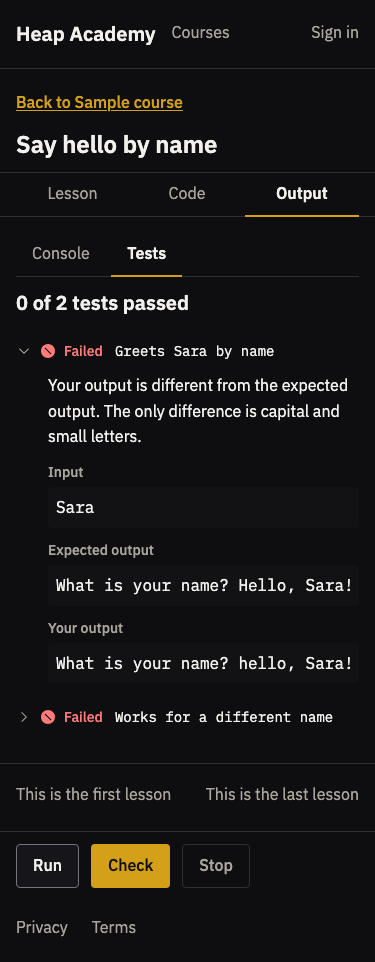 Heap Academy Courses Sign in
Back to Sample course
Say hello by name
Lesson Code Output
Console Tests
0 of 2 tests passed
Failed Greets Sara by name
Your output is different from the expected
output. The only difference is capital and
small letters.
Input
Sara
Expected output
What is your name? Hello, Sara!
Your output
What is your name? hello, Sara!
Failed Works for a different name
This is the first lesson This is the last lesson
Run Check Stop
Privacy Terms